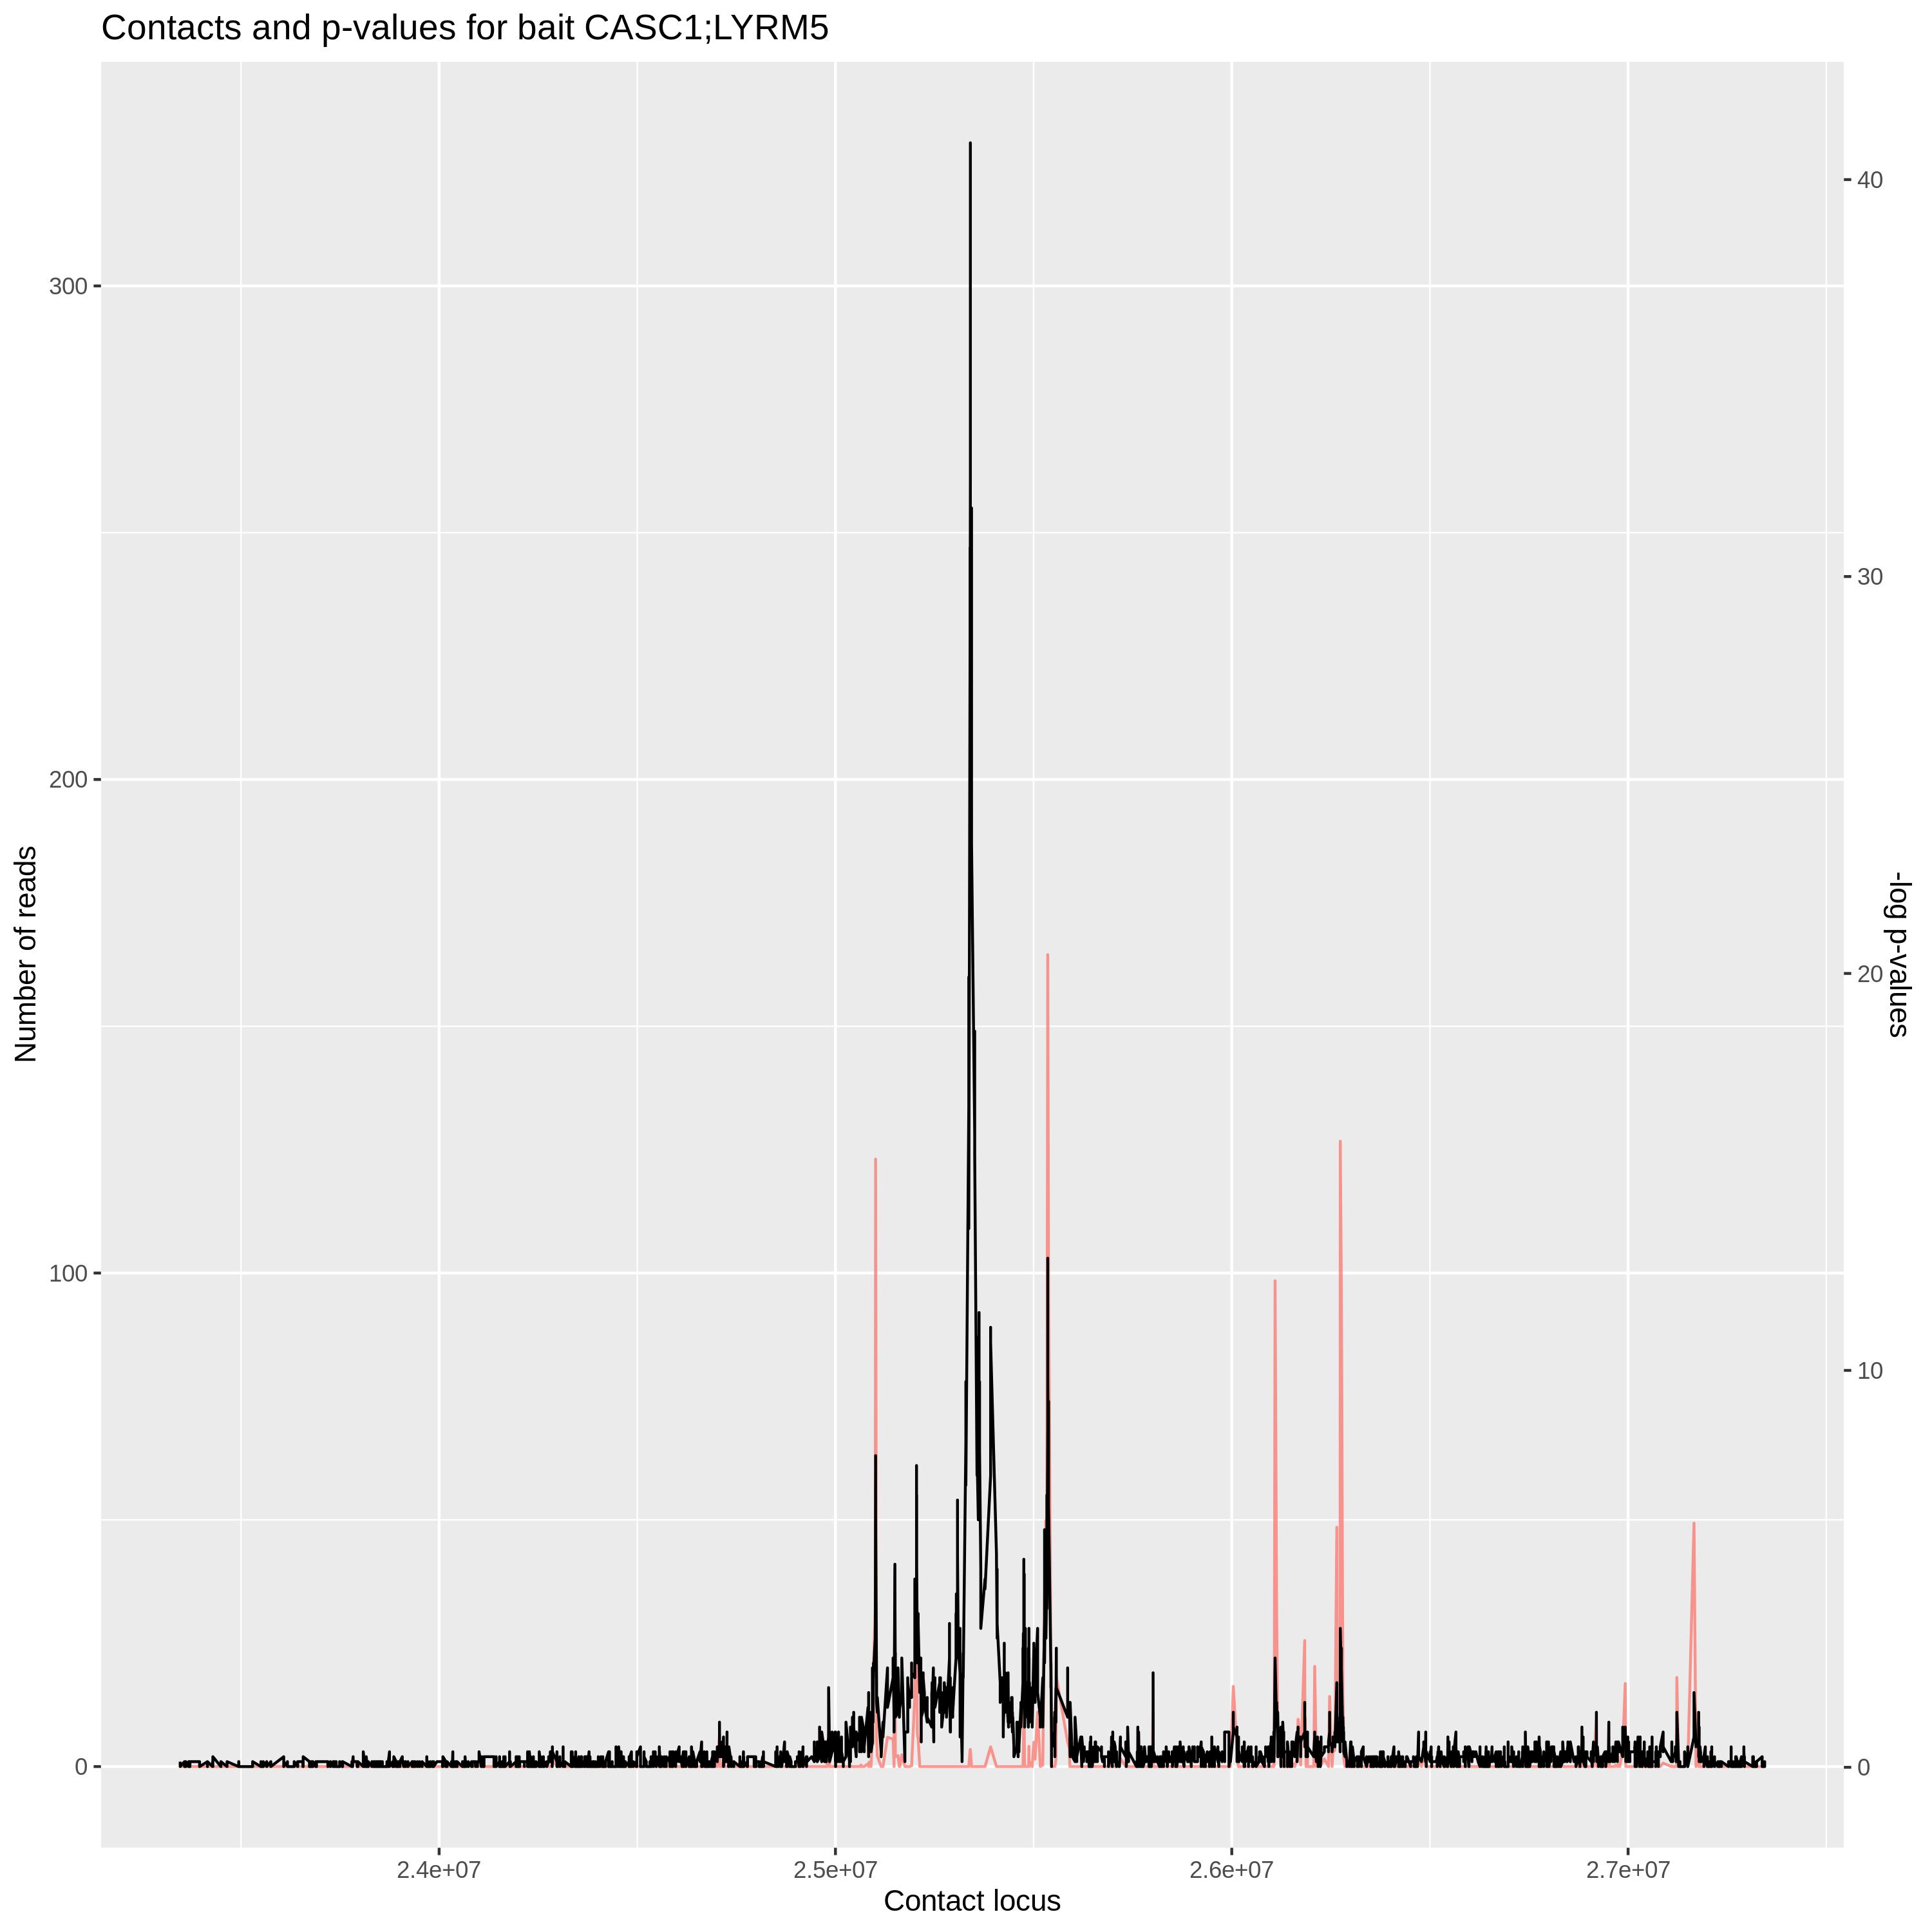 Contacts and p-values for bait CASC1;LYRM5
Number of reads
300
200
100
0
40
30
20
10
0
-log p-values
2.4e+07 2.5e+07 2.6e+07 2.7e+07
Contact locus